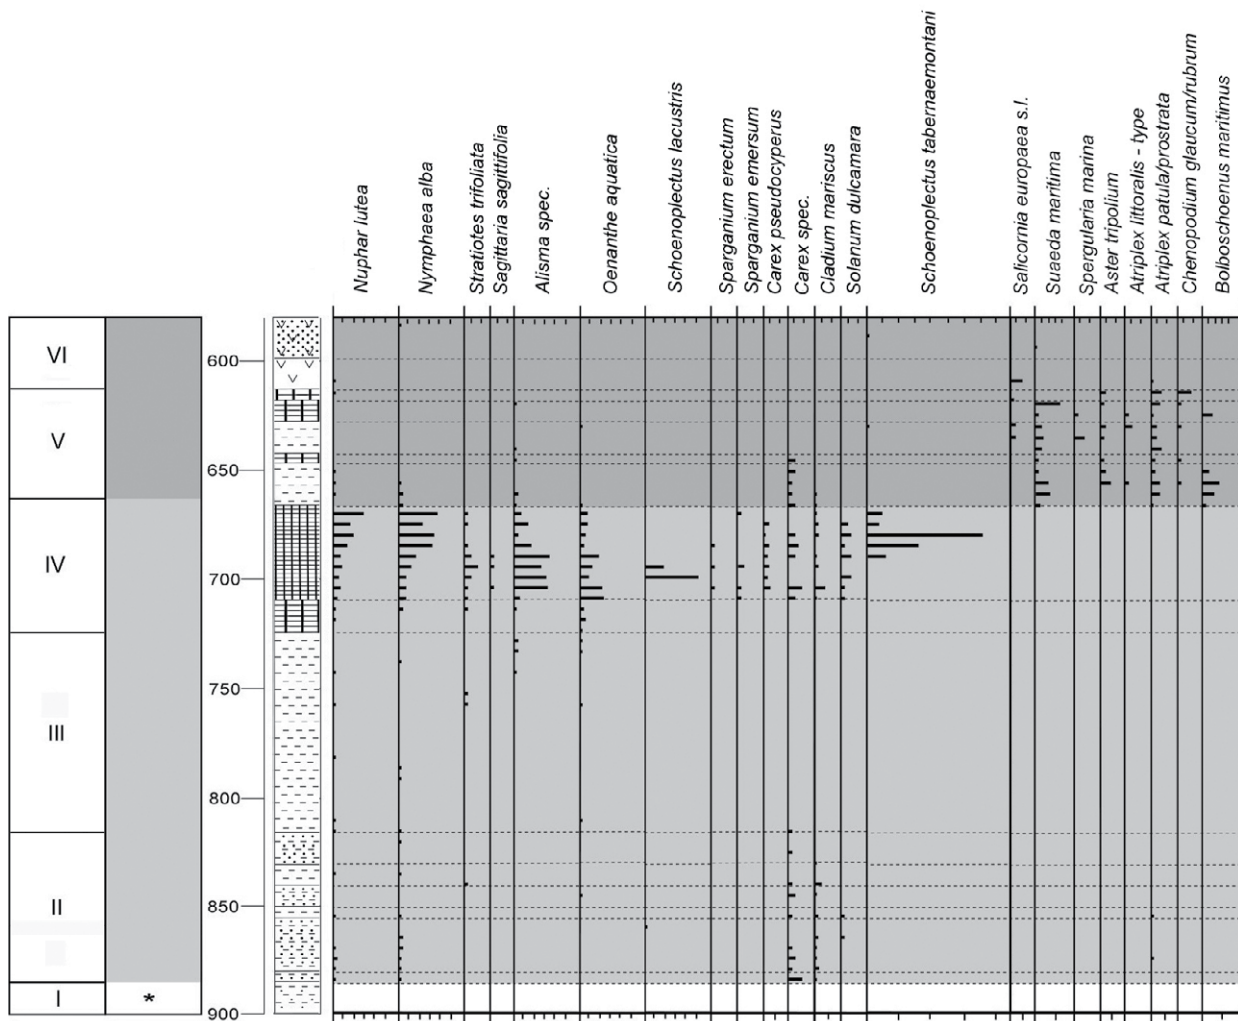 Nuphar lutea
Nymphaea alba
Stratiotes trifoliata
Sagittaria sagittifolia
Alisma spec.
Oenanthe aquatica
Schoenoplectus lacustris
Sparganium erectum
Sparganium emersum
Carex pseudocyperus
Carex spec.
Cladium mariscus
Solanum dulcamara
Schoenoplectus tabernaemontani
Salicornia europaea s.l.
Suaeda maritima
Spergularia marina
Aster tripolium
Atriplex littoralis - type
Atriplex patula/prostrata
Chenopodium glaucum/rubrum
Bolboschoenus maritimus
VI
600
V
650
IV
700
750
III
800
II
850
I
*
900